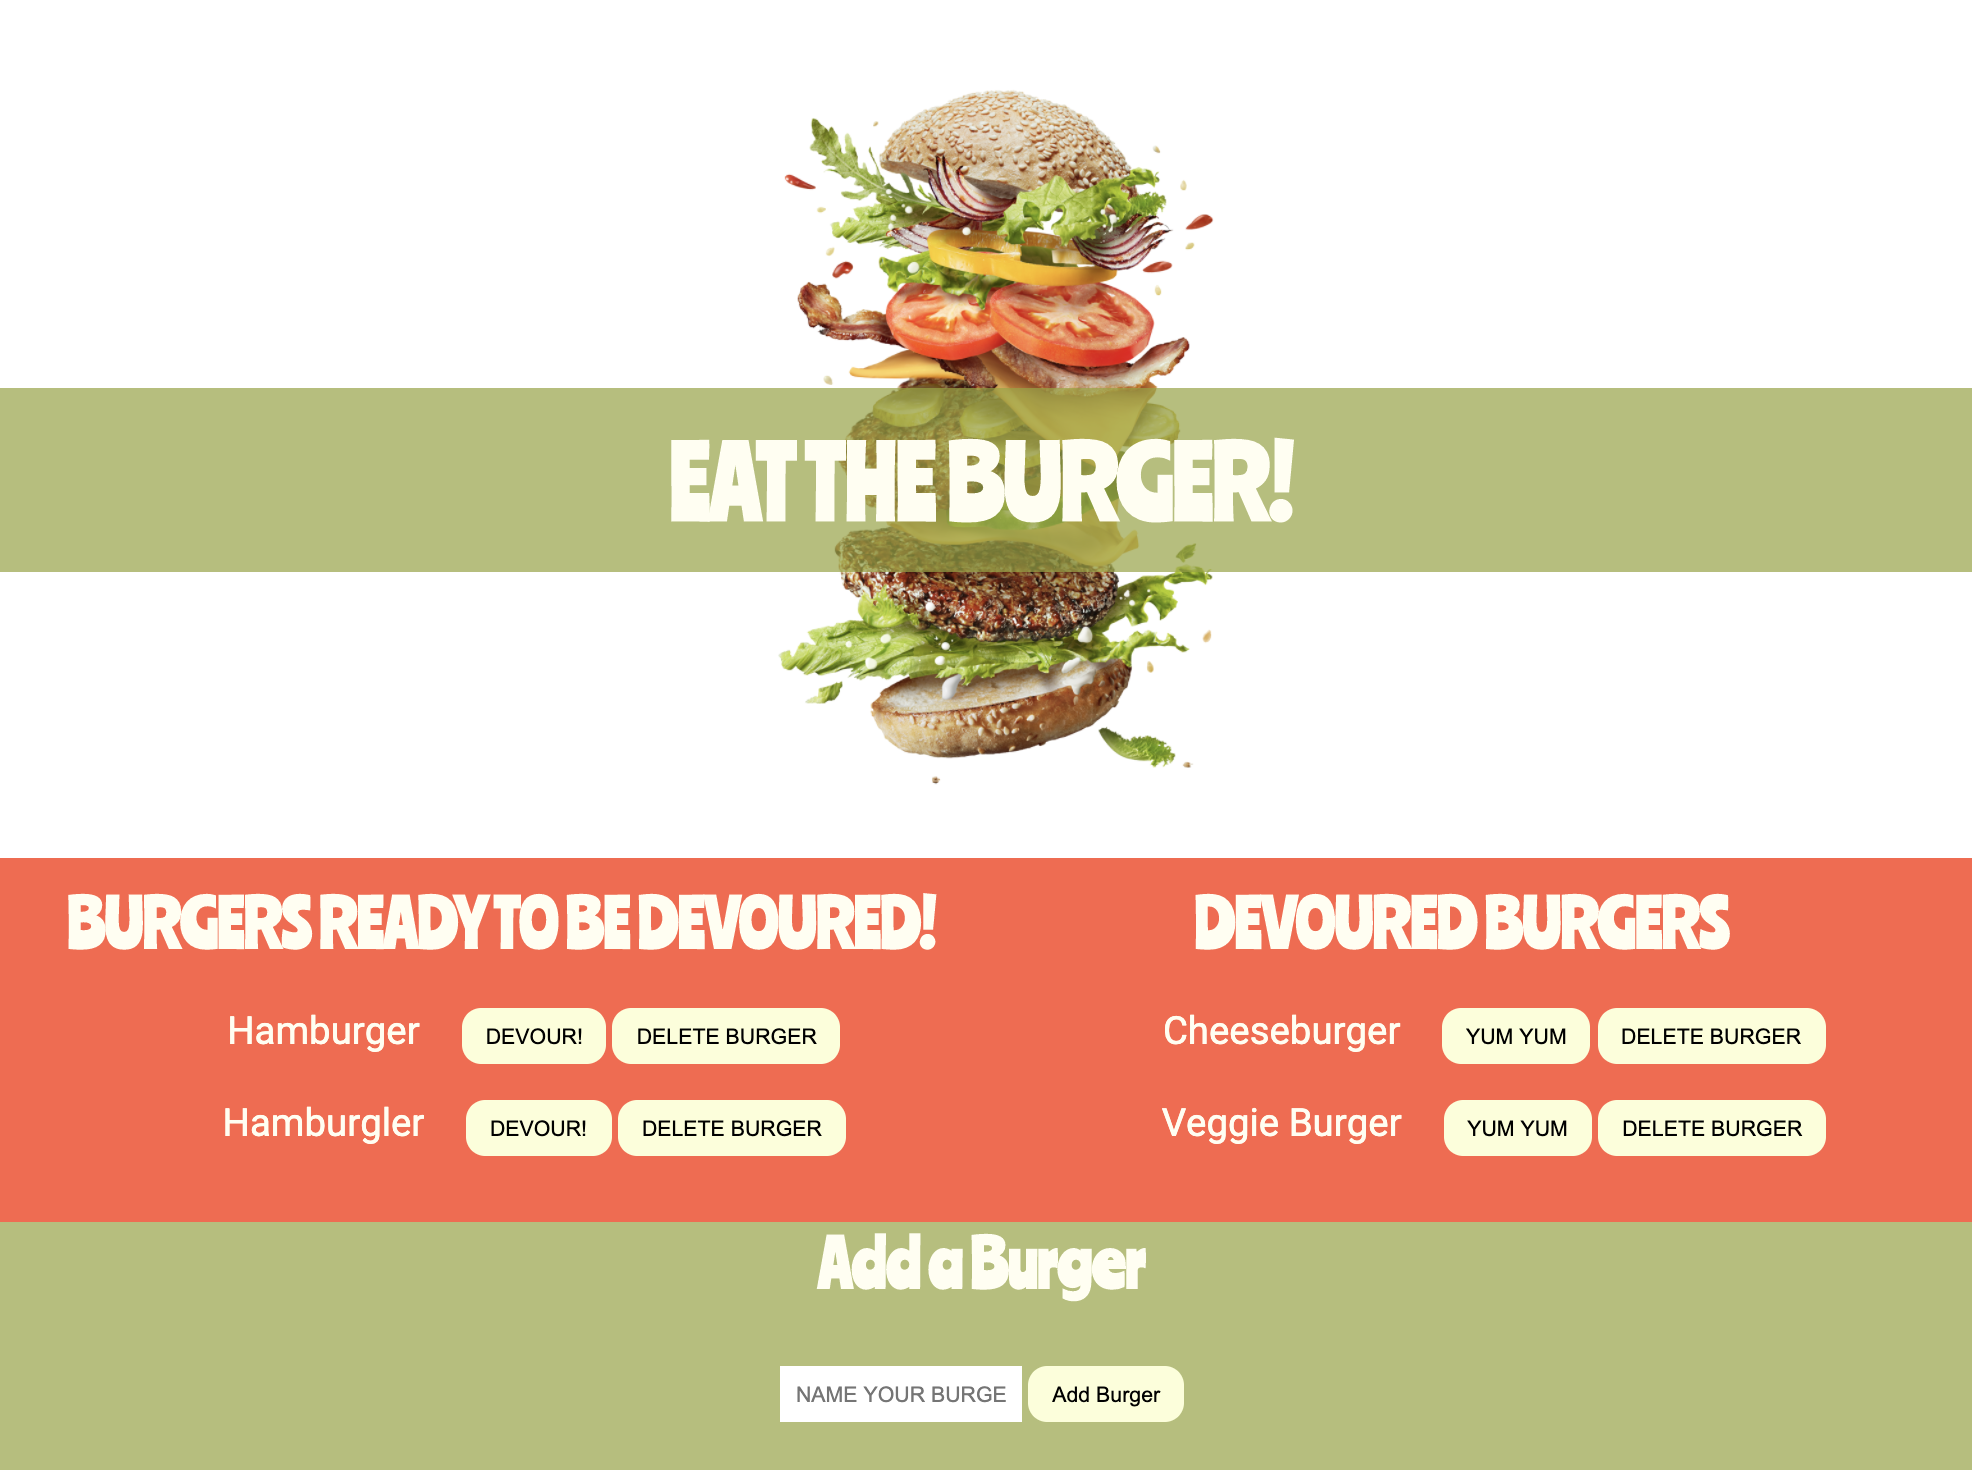 EAT THE BURGER!
BURGERS READY TO BE DEVOURED!
Hamburger DEVOUR! DELETE BURGER
Hamburgler DEVOUR! DELETE BURGER
DEVOURED BURGERS
Cheeseburger YUM YUM DELETE BURGER
Veggie Burger YUM YUM DELETE BURGER
Add a Burger
NAME YOUR BURGE Add Burger